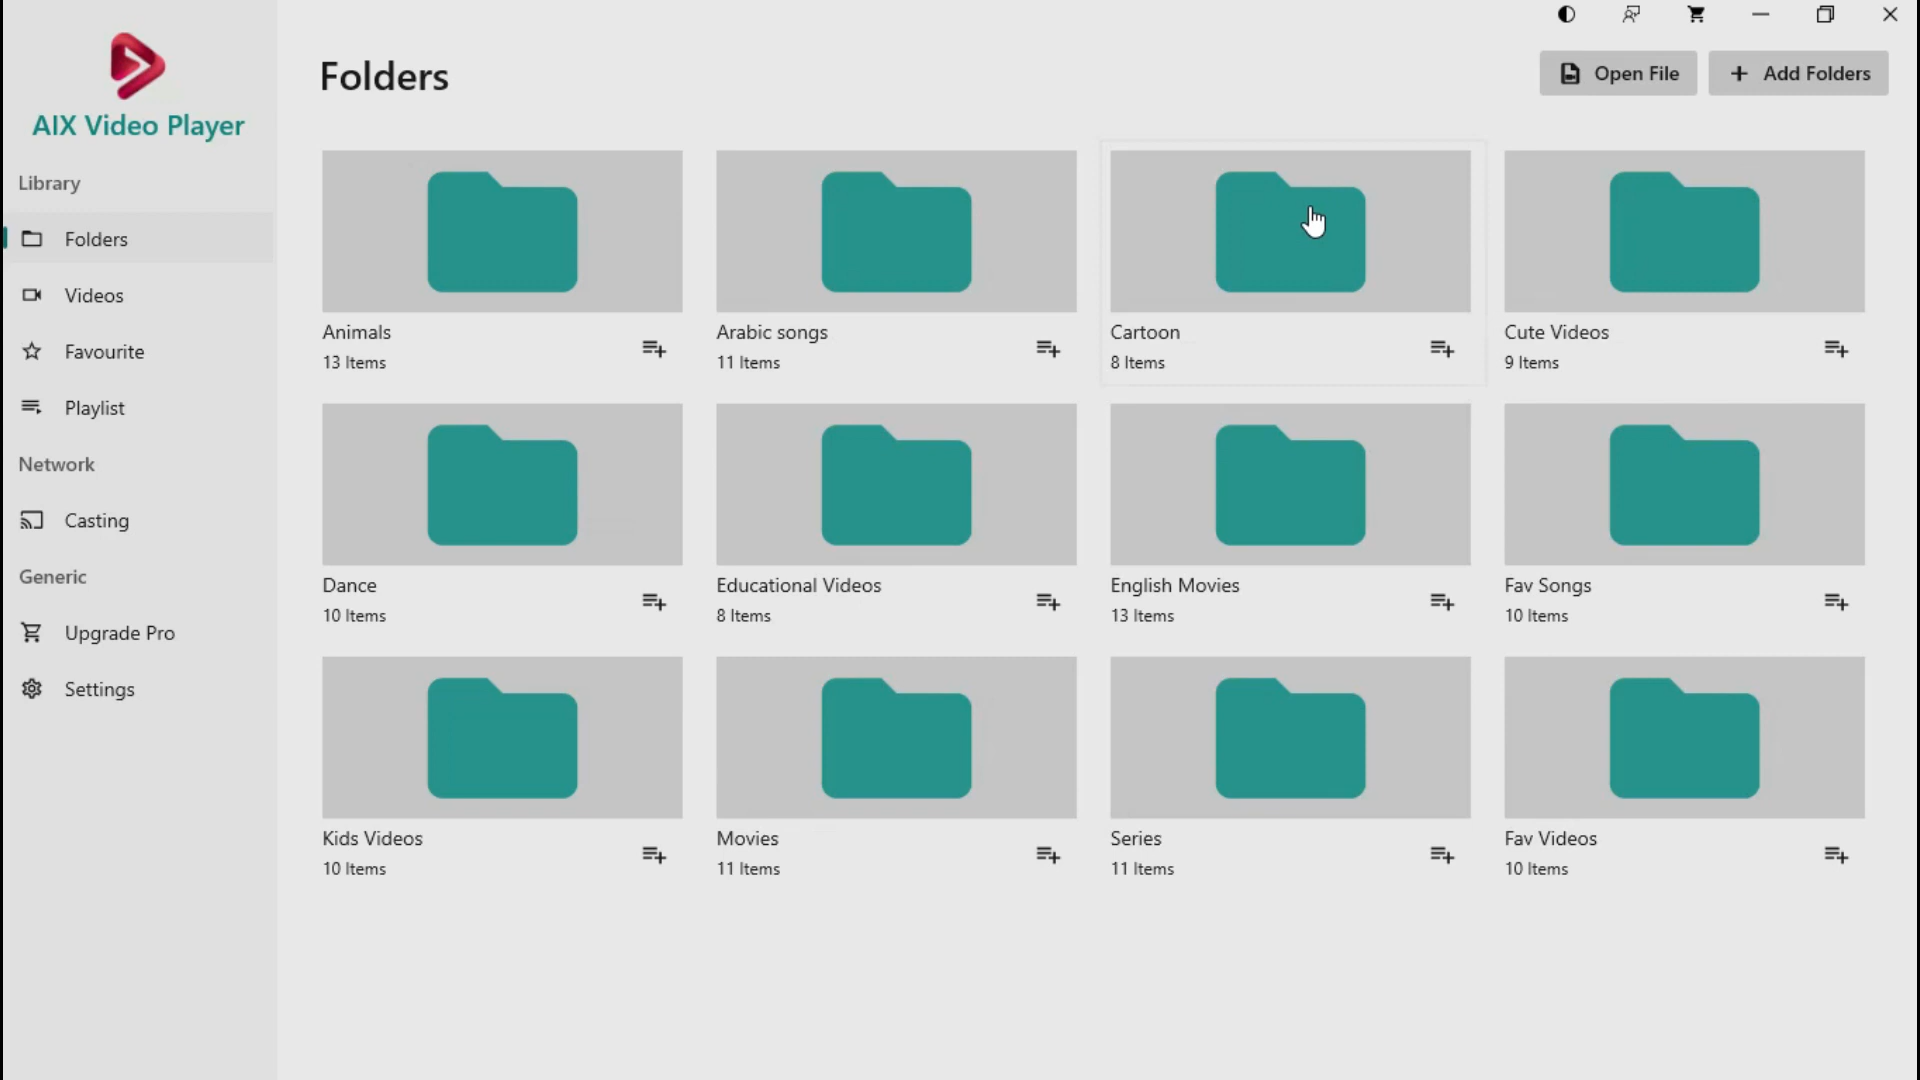 AIX Video Player
Library
Folders
Videos
Favourite
Playlist
Network
Casting
Generic
Upgrade Pro
Settings
Folders
Open File
Add Folders
Animals
13 Items
Arabic songs
11 Items
Cartoon
8 Items
Cute Videos
9 Items
Dance
10 Items
Educational Videos
8 Items
English Movies
13 Items
Fav Songs
10 Items
Kids Videos
10 Items
Movies
11 Items
Series
11 Items
Fav Videos
10 Items